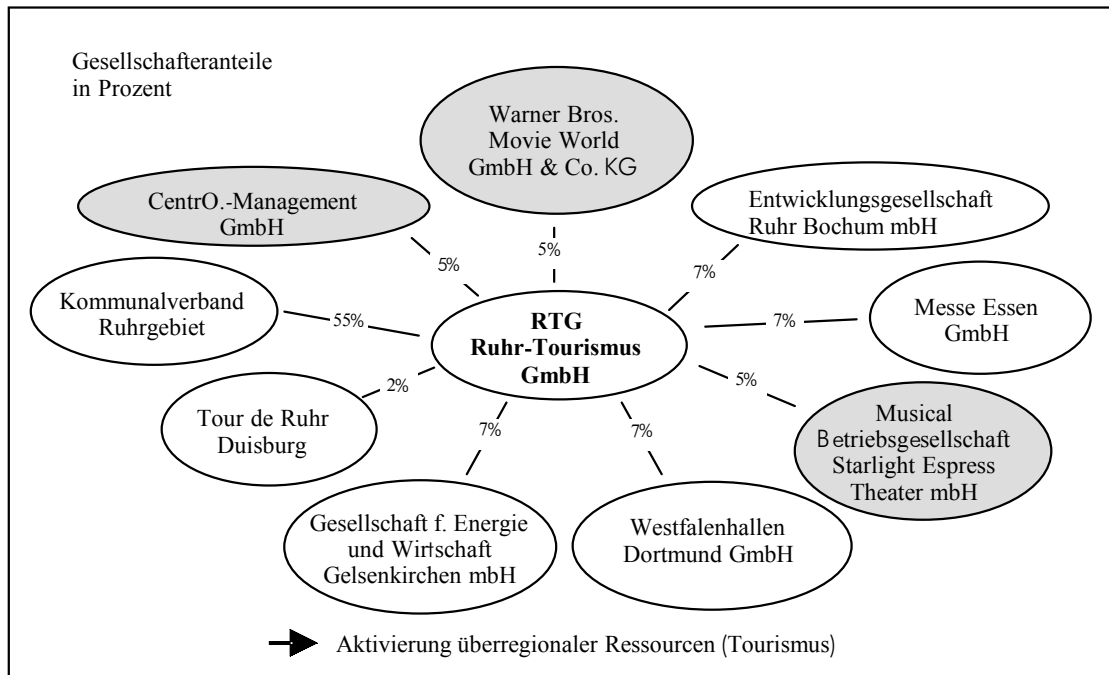 Gesellschafteranteile
in Prozent
Warner Bros.
Movie World
GmbH & Co. KG
CentrO.-Management
GmbH
Entwicklungsgesellschaft
Ruhr Bochum mbH
5%
5%
7%
Kommunalverband
Ruhrgebiet
55%
RTG
Ruhr-Tourismus
GmbH
7%
Messe Essen
GmbH
2%
5%
Tour de Ruhr
Duisburg
Musical
Betriebsgesellschaft
Starlight Espress
Theater mbH
7%
7%
Gesellschaft f. Energie
und Wirtschaft
Gelsenkirchen mbH
Westfalenhallen
Dortmund GmbH
Aktivierung überregionaler Ressourcen (Tourismus)